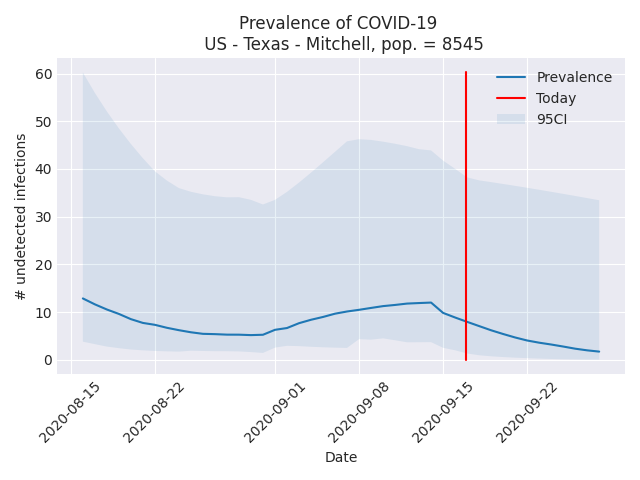 Prevalence of COVID-19
US - Texas - Mitchell, pop. = 8545
# undetected infections
60
50
40
30
20
10
0
Prevalence
Today
95CI
2020-08-15
2020-08-22
2020-09-01
2020-09-08
2020-09-15
2020-09-22
Date